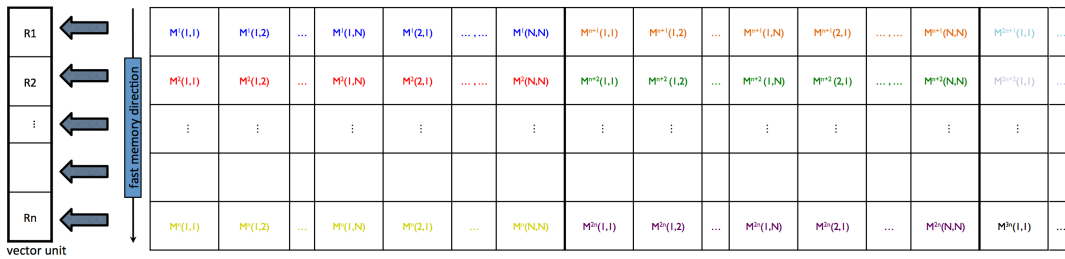 R1 M¹(1,1) M¹(1,2) ... M¹(1,N) M¹(2,1) ... , ... M¹(N,N) Mⁿ⁺¹(1,1) Mⁿ⁺¹(1,2) ... Mⁿ⁺¹(1,N) Mⁿ⁺¹(2,1) ... , ... Mⁿ⁺¹(N,N) M²ⁿ⁺¹(1,1) ...
R2 M²(1,1) M²(1,2) ... M²(1,N) M²(2,1) ... , ... M²(N,N) Mⁿ⁺²(1,1) Mⁿ⁺²(1,2) ... Mⁿ⁺²(1,N) Mⁿ⁺²(2,1) ... , ... Mⁿ⁺²(N,N) M²ⁿ⁺²(1,1) ...
⋮ ⋮ ⋮ ⋮ ⋮ ⋮ ⋮ ⋮ ⋮ ⋮ ⋮ ⋮
Rn Mⁿ(1,1) Mⁿ(1,2) ... Mⁿ(1,N) Mⁿ(2,1) ... Mⁿ(N,N) M²ⁿ(1,1) M²ⁿ(1,2) ... M²ⁿ(1,N) M²ⁿ(2,1) ... M²ⁿ(N,N) M³ⁿ(1,1) ...
fast memory direction
vector unit